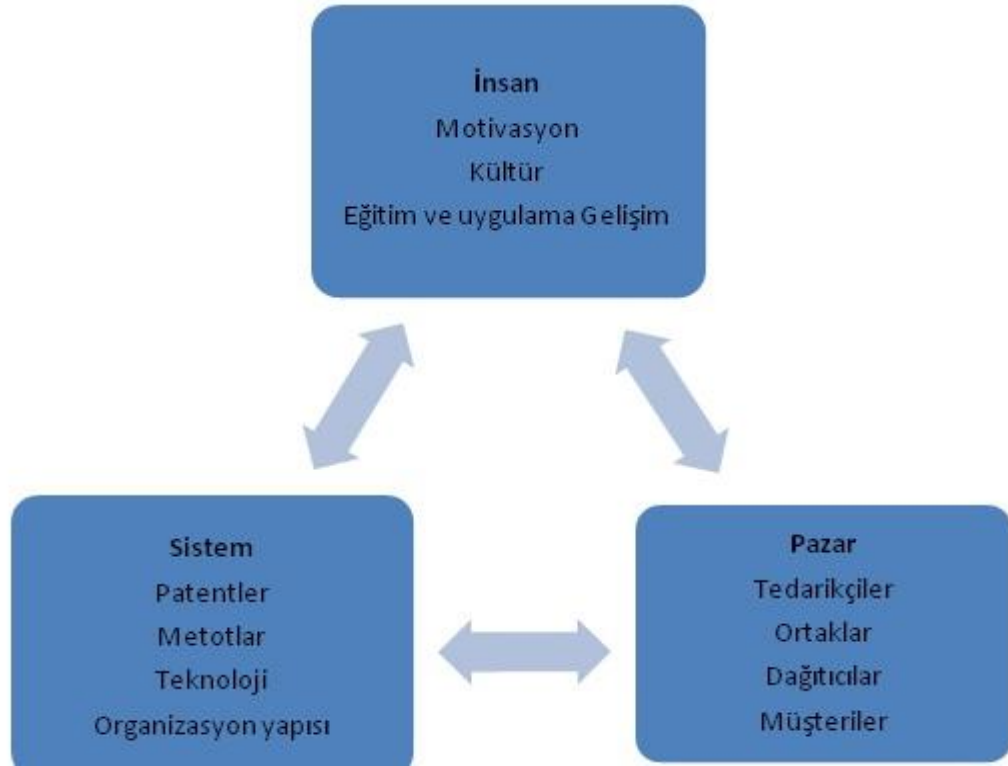 İnsan
Motivasyon
Kültür
Eğitim ve uygulama Gelişim
Sistem
Patentler
Metotlar
Teknoloji
Organizasyon yapısı
Pazar
Tedarikçiler
Ortaklar
Dağıtıcılar
Müşteriler